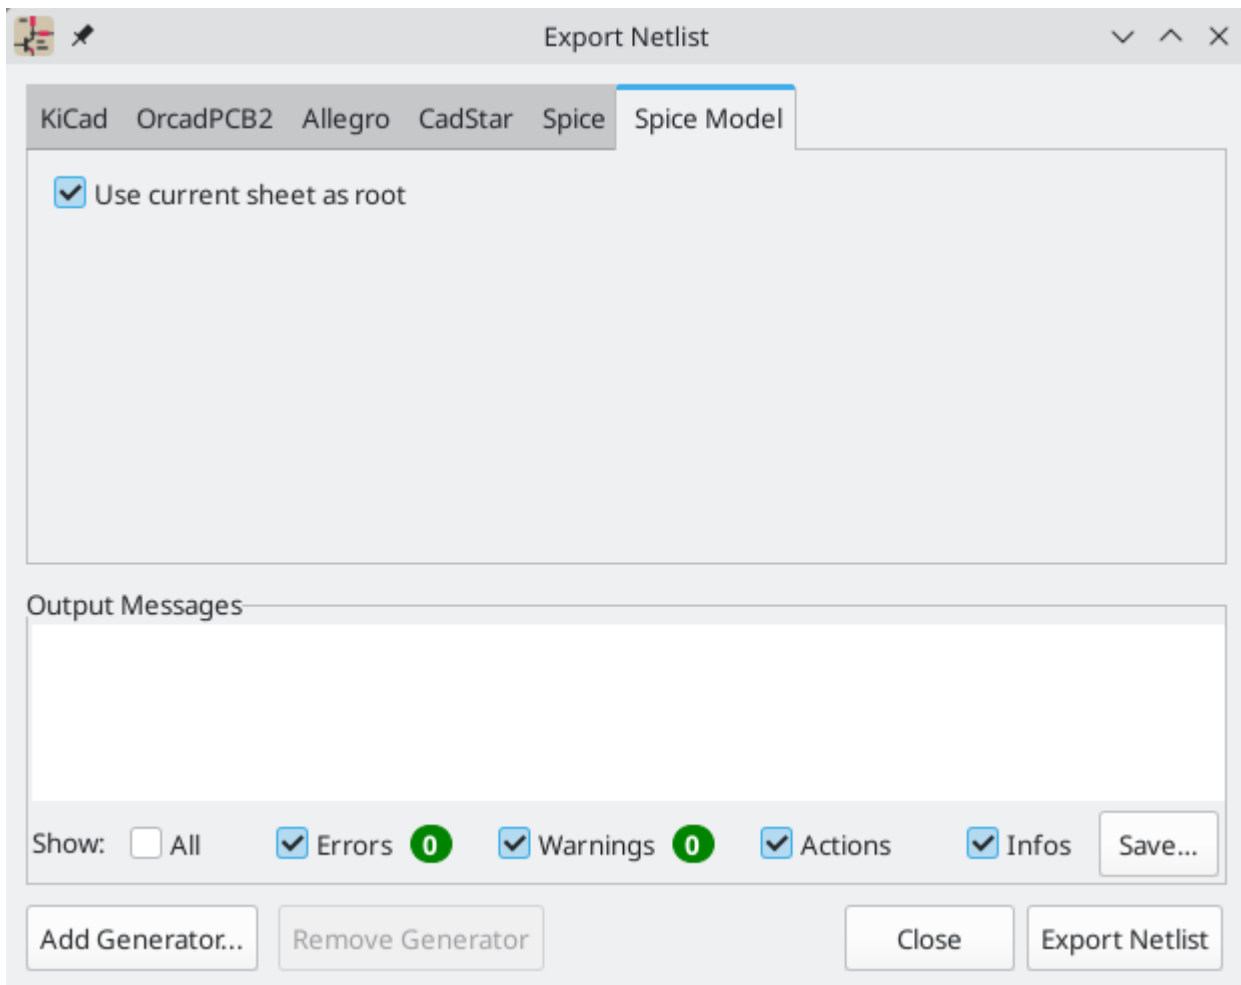 Export Netlist
KiCad OrcadPCB2 Allegro CadStar Spice Spice Model
Use current sheet as root
Output Messages
Show: All Errors 0 Warnings 0 Actions Infos Save...
Add Generator... Remove Generator Close Export Netlist